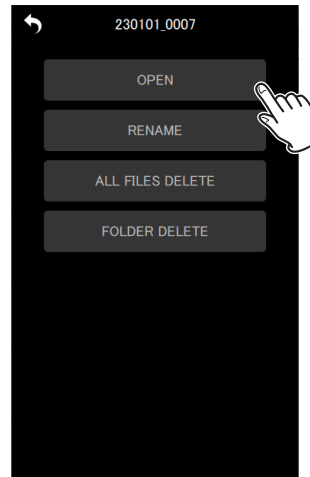 230101_0007
OPEN
RENAME
ALL FILES DELETE
FOLDER DELETE